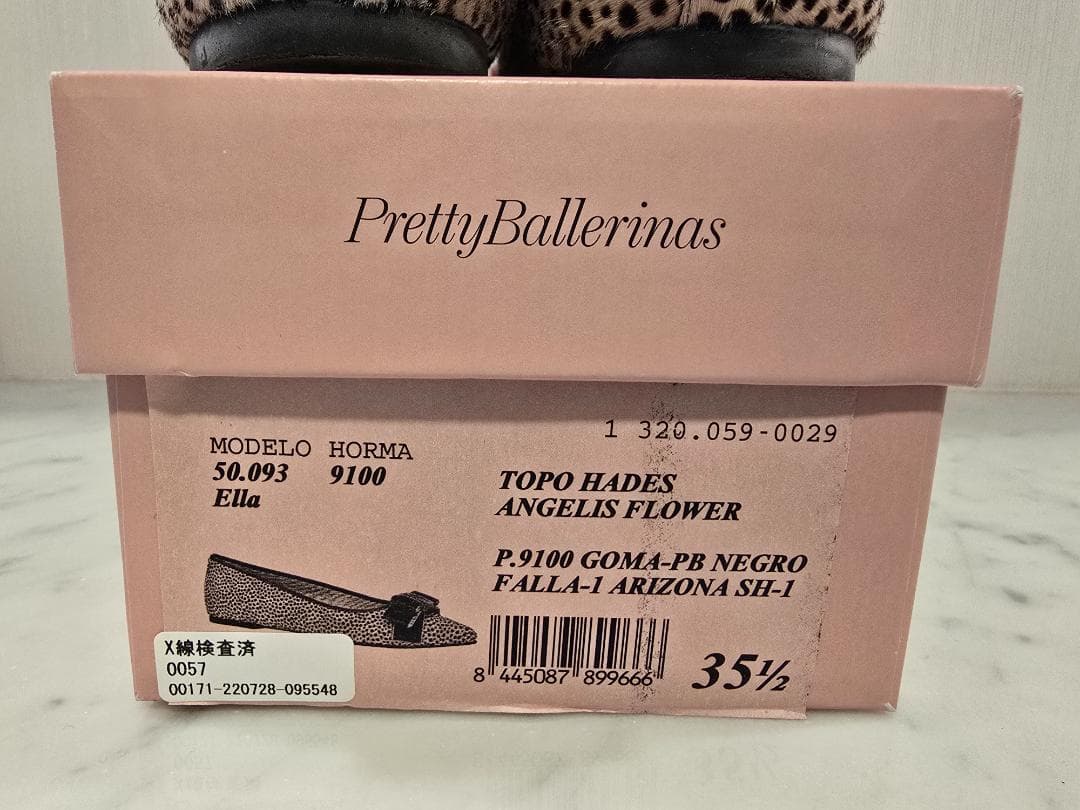 PrettyBallerinas
1 320.059-0029
MODELO HORMA
50.093 9100
Ella
TOPO HADES
ANGELIS FLOWER
P.9100 GOMA-PB NEGRO
FALLA-1 ARIZONA SH-1
8 445087 899666
35½
X線検査済
0057
00171-220728-095548